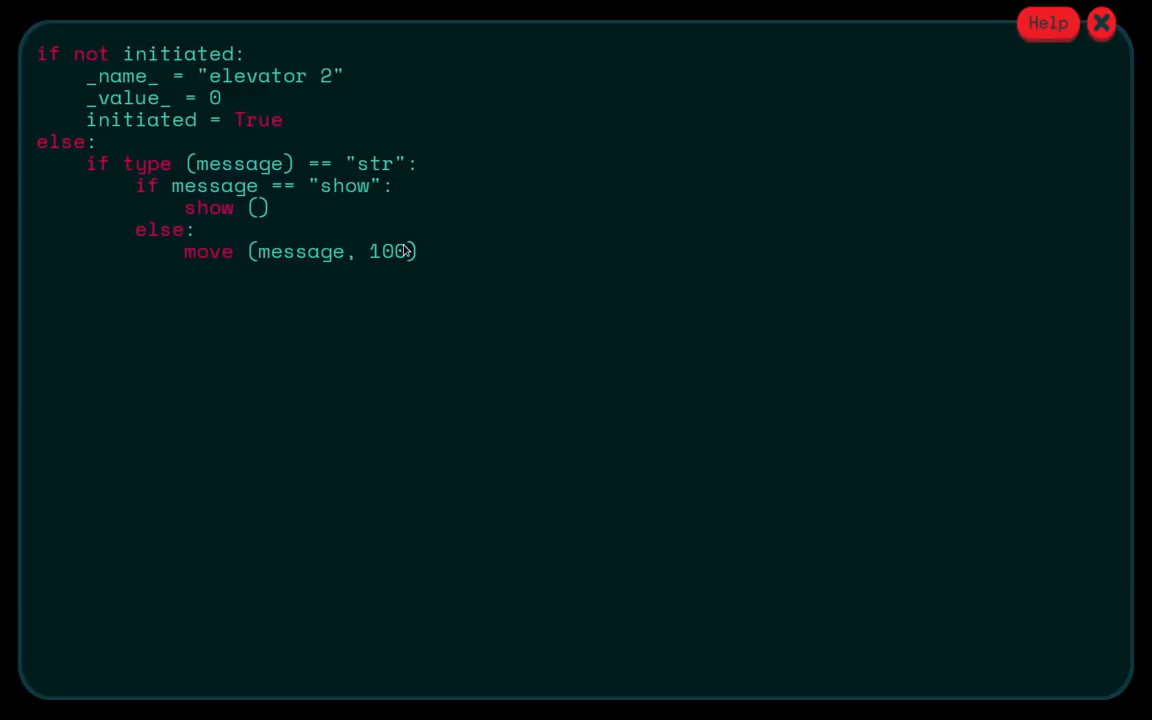 Help
if not initiated:
    _name_ = "elevator 2"
    _value_ = 0
    initiated = True
else:
    if type (message) == "str":
        if message == "show":
            show ()
        else:
            move (message, 100)